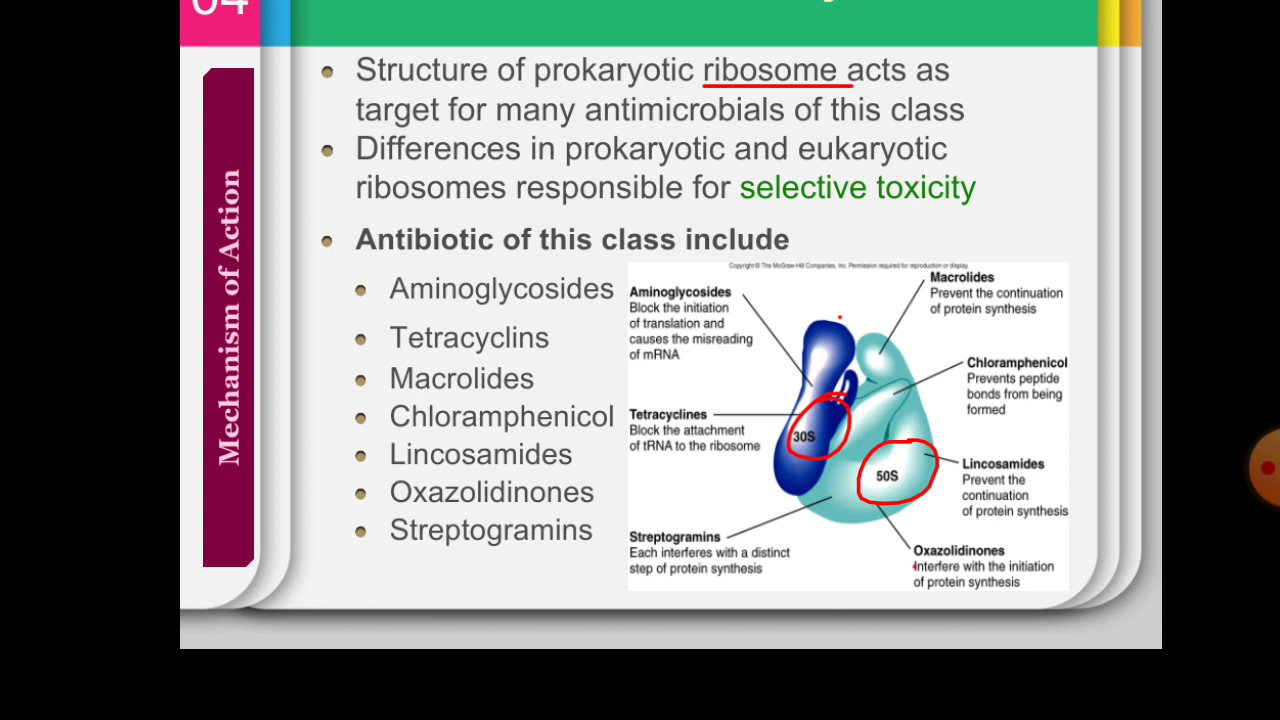 04
Mechanism of Action
Structure of prokaryotic ribosome acts as
target for many antimicrobials of this class
Differences in prokaryotic and eukaryotic
ribosomes responsible for selective toxicity
Antibiotic of this class include
Aminoglycosides
Tetracyclins
Macrolides
Chloramphenicol
Lincosamides
Oxazolidinones
Streptogramins
Copyright © The McGraw-Hill Companies, Inc. Permission required for reproduction or display.
Aminoglycosides
Block the initiation
of translation and
causes the misreading
of mRNA
Tetracyclines
Block the attachment
of tRNA to the ribosome
Streptogramins
Each interferes with a distinct
step of protein synthesis
30S
50S
Macrolides
Prevent the continuation
of protein synthesis
Chloramphenicol
Prevents peptide
bonds from being
formed
Lincosamides
Prevent the
continuation
of protein synthesis
Oxazolidinones
Interfere with the initiation
of protein synthesis